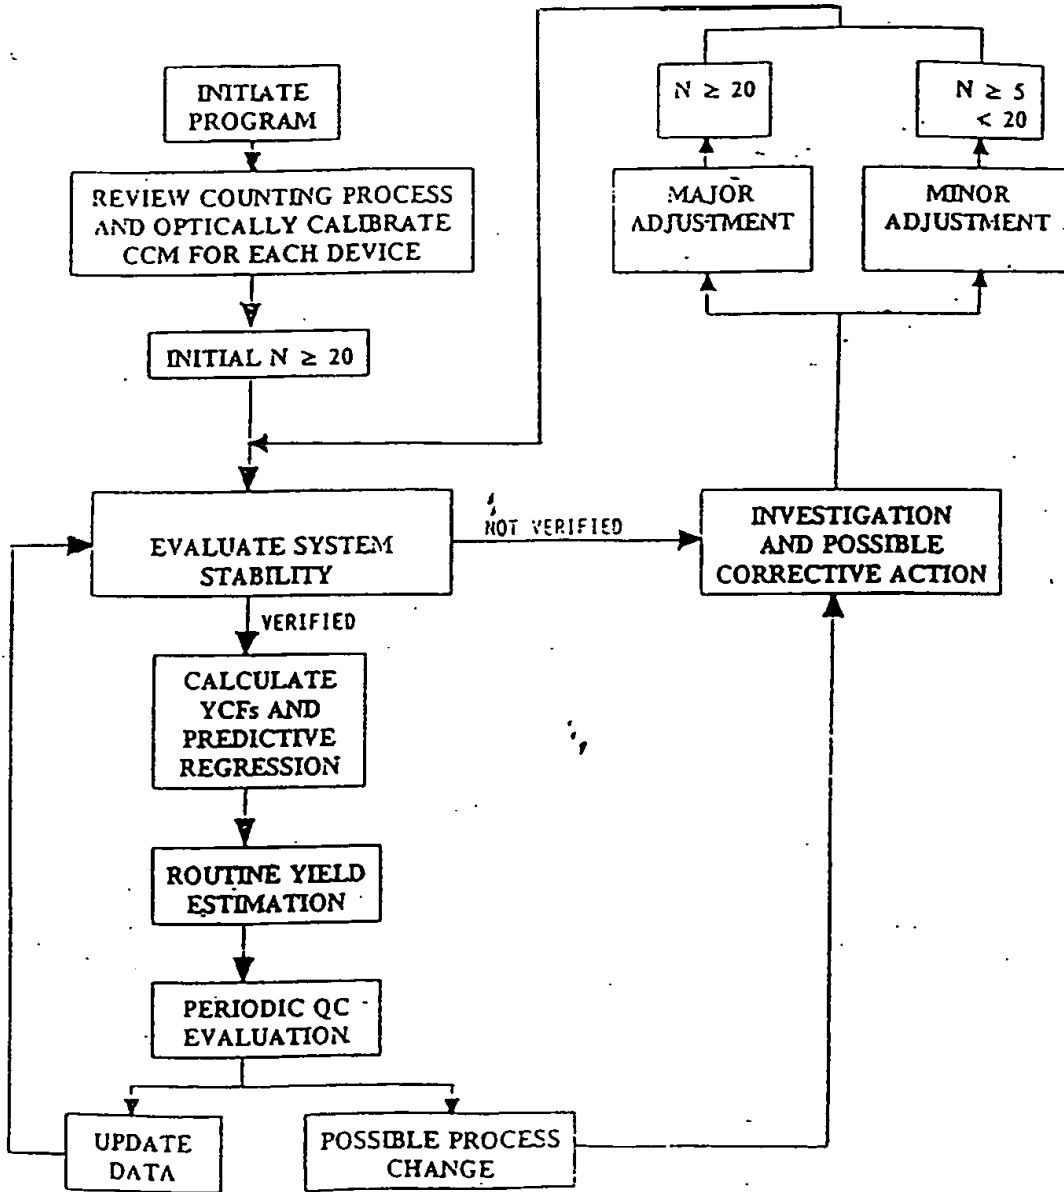 INITIATE
PROGRAM
REVIEW COUNTING PROCESS
AND OPTICALLY CALIBRATE
CCM FOR EACH DEVICE
INITIAL N ≥ 20
N ≥ 20
N ≥ 5
< 20
MAJOR
ADJUSTMENT
MINOR
ADJUSTMENT
EVALUATE SYSTEM
STABILITY
NOT VERIFIED
INVESTIGATION
AND POSSIBLE
CORRECTIVE ACTION
VERIFIED
CALCULATE
YCFs AND
PREDICTIVE
REGRESSION
ROUTINE YIELD
ESTIMATION
PERIODIC QC
EVALUATION
UPDATE
DATA
POSSIBLE PROCESS
CHANGE